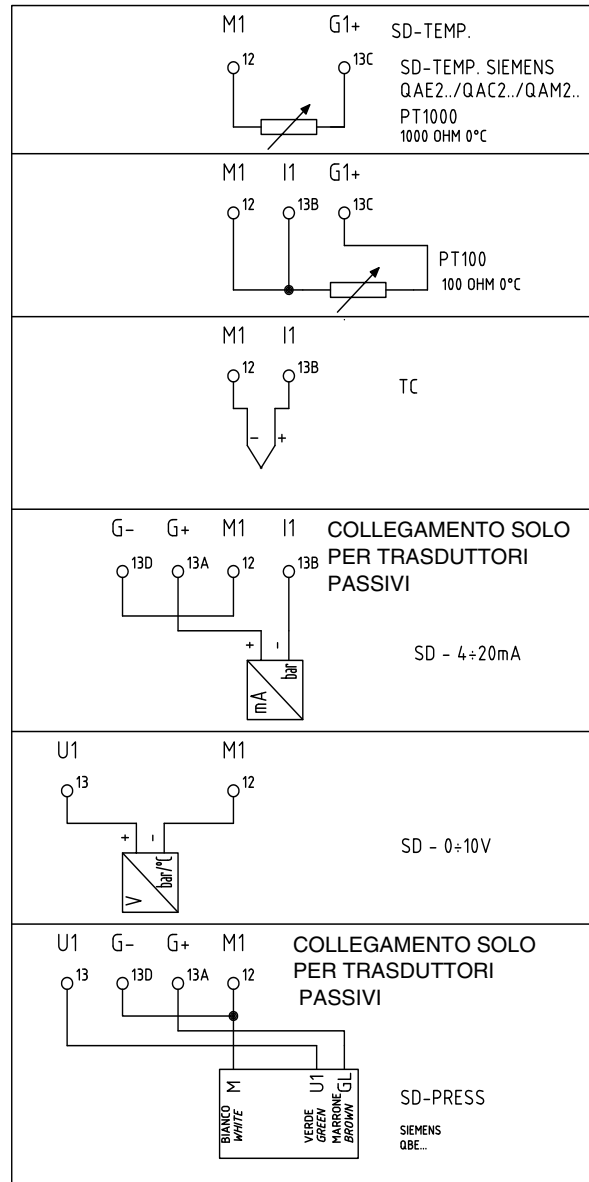 M1 G1+ SD-TEMP.
12 13C SD-TEMP. SIEMENS
QAE2../QAC2../QAM2..
PT1000
1000 OHM 0°C
M1 I1 G1+
12 13B 13C
PT100
100 OHM 0°C
M1 I1
12 13B
TC
- +
G- G+ M1 I1 COLLEGAMENTO SOLO
PER TRASDUTTORI
13D 13A 12 13B
PASSIVI
+ -
SD - 4÷20mA
mA bar
U1 M1
13 12
+ -
SD - 0÷10V
V bar/°C
U1 G- G+ M1 COLLEGAMENTO SOLO
PER TRASDUTTORI
13 13D 13A 12
PASSIVI
M U1 GL
BIANCO VERDE MARRONE
WHITE GREEN BROWN
SD-PRESS
SIEMENS
QBE...